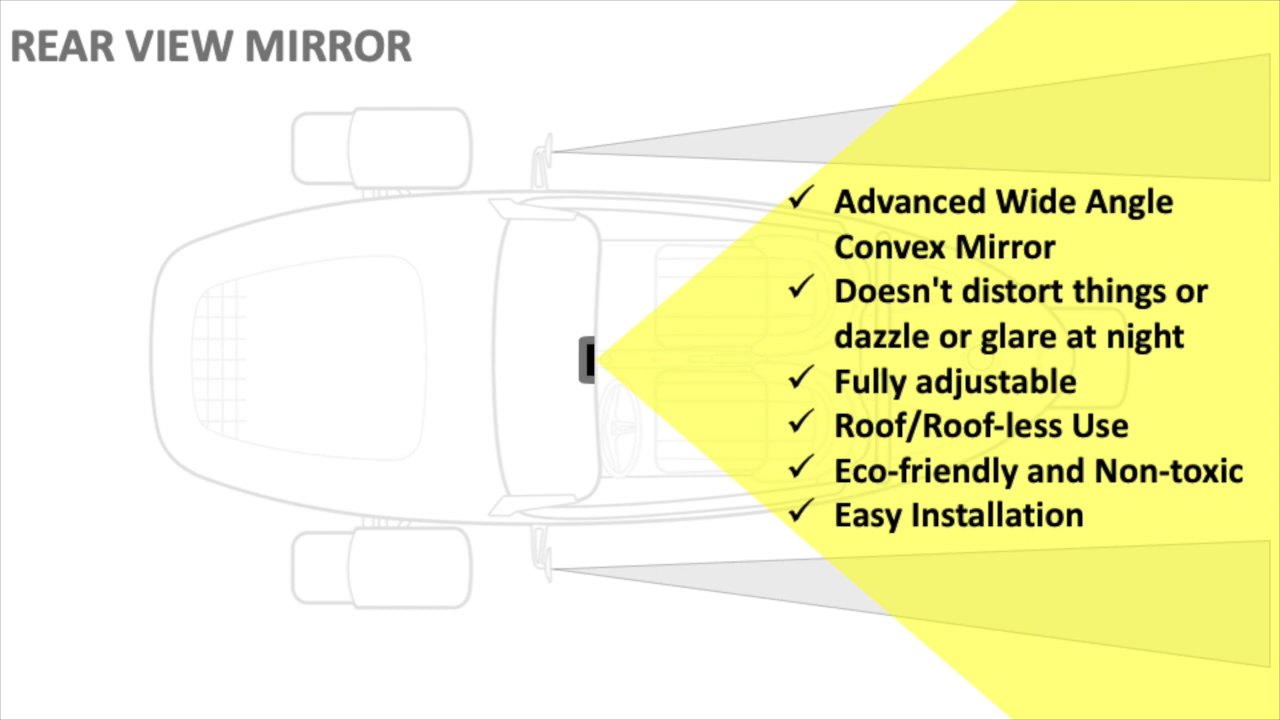 REAR VIEW MIRROR
✓ Advanced Wide Angle
Convex Mirror
✓ Doesn't distort things or
dazzle or glare at night
✓ Fully adjustable
✓ Roof/Roof-less Use
✓ Eco-friendly and Non-toxic
✓ Easy Installation